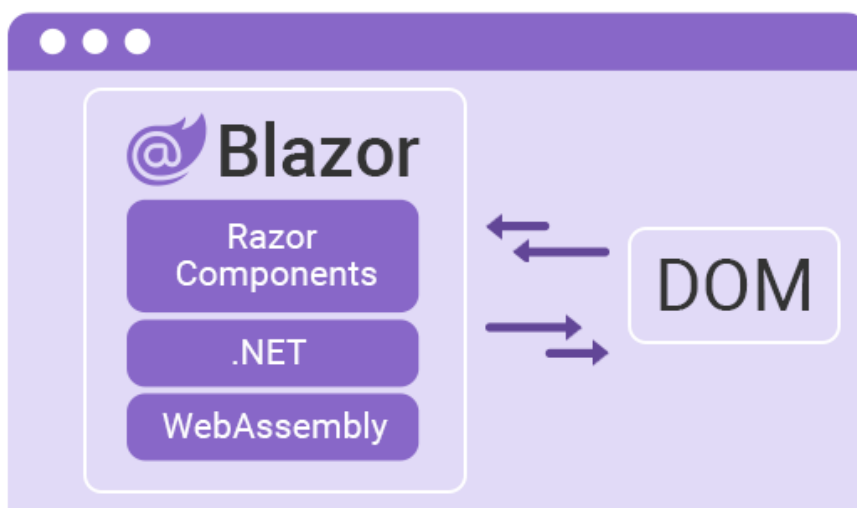 @ Blazor
Razor
Components
.NET
WebAssembly
DOM